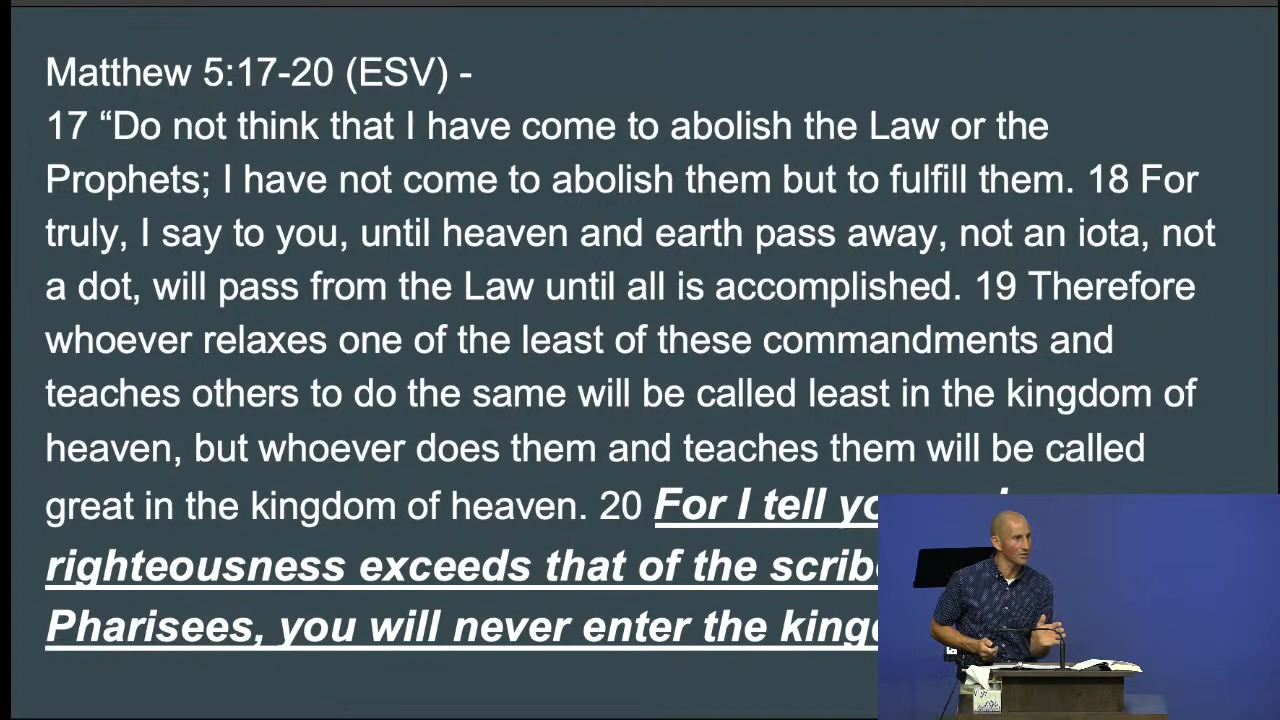 Matthew 5:17-20 (ESV) -
17 “Do not think that I have come to abolish the Law or the
Prophets; I have not come to abolish them but to fulfill them. 18 For
truly, I say to you, until heaven and earth pass away, not an iota, not
a dot, will pass from the Law until all is accomplished. 19 Therefore
whoever relaxes one of the least of these commandments and
teaches others to do the same will be called least in the kingdom of
heaven, but whoever does them and teaches them will be called
great in the kingdom of heaven. 20 For I tell
righteousness exceeds that of the
Pharisees, you will never enter the